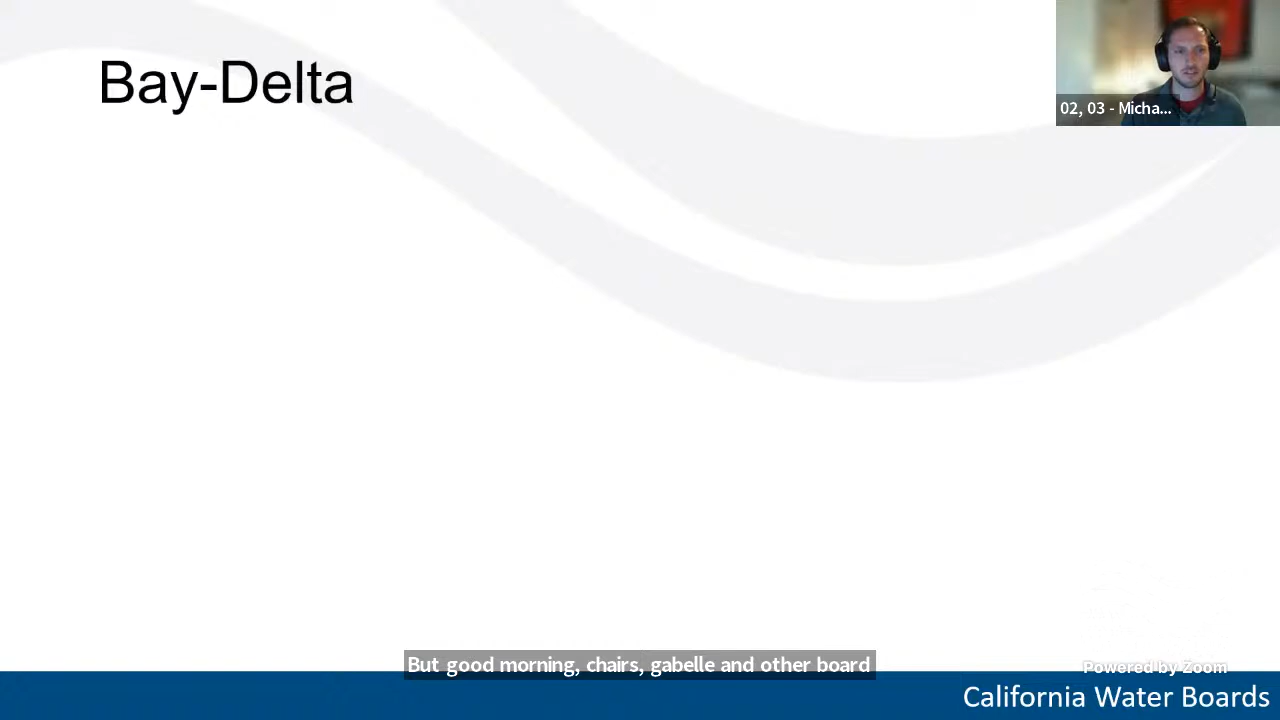 Bay-Delta
02, 03 - Micha...
But good morning, chairs, gabelle and other board
Powered by Zoom
California Water Boards